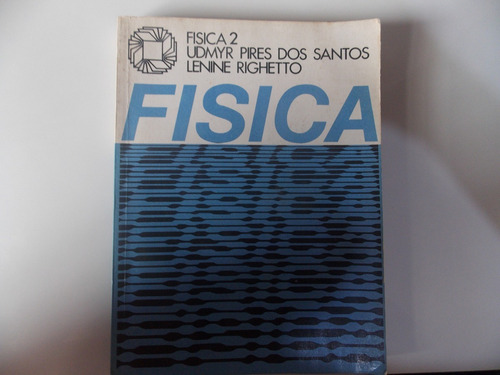 FISICA 2
UDMYR PIRES DOS SANTOS
LENINE RIGHETTO
FISICA